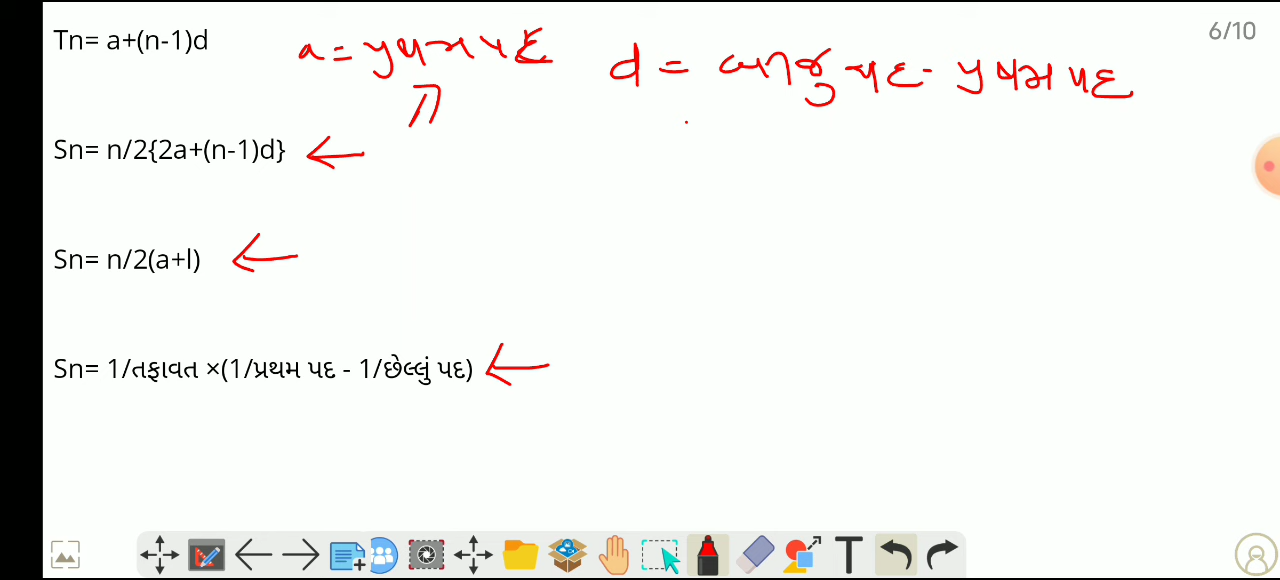 6/10
Tn= a+(n-1)d
a = પ્રથમ પદ
d = બીજું પદ - પ્રથમ પદ
Sn= n/2{2a+(n-1)d}
Sn= n/2(a+l)
Sn= 1/તફાવત ×(1/પ્રથમ પદ - 1/છેલ્લું પદ)